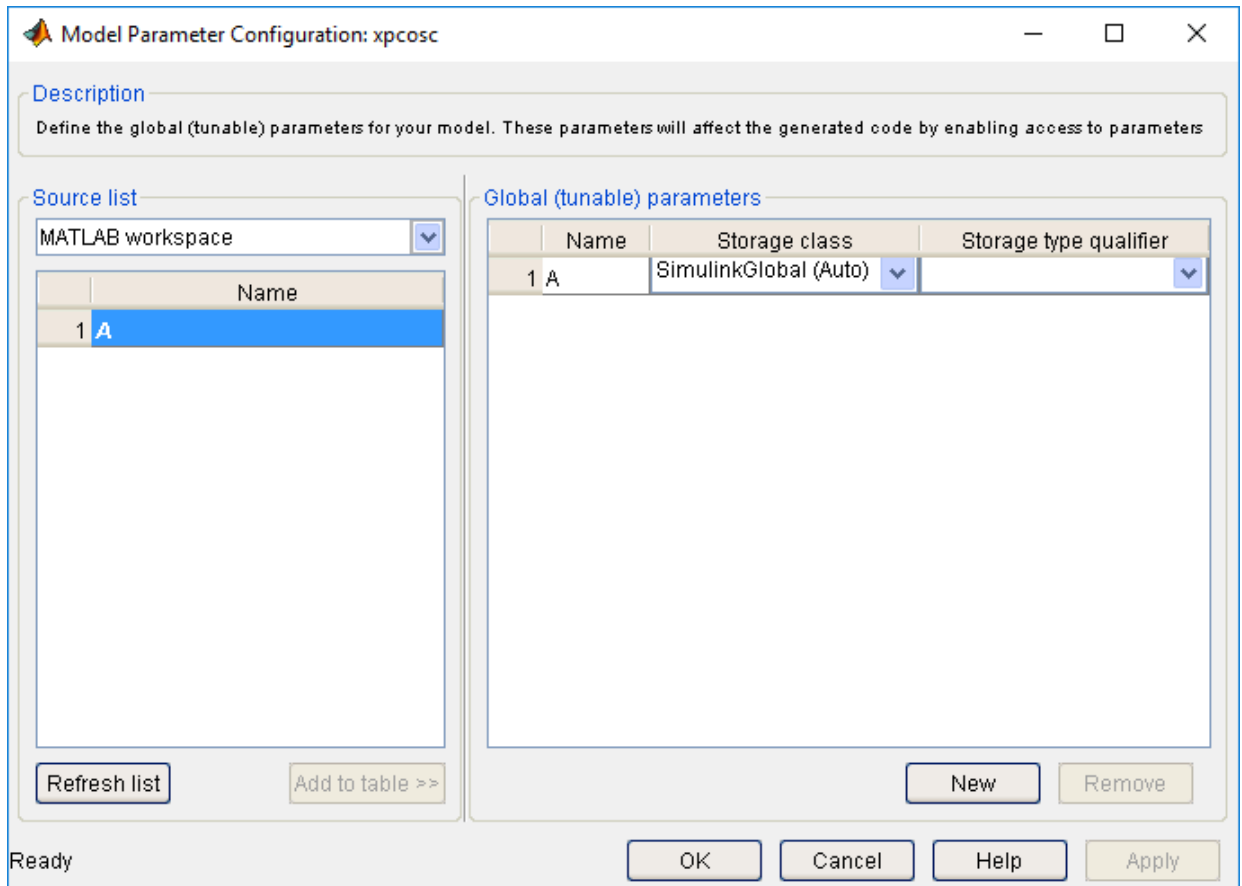 Model Parameter Configuration: xpcosc
Description
Define the global (tunable) parameters for your model. These parameters will affect the generated code by enabling access to parameters
Source list
MATLAB workspace
Name
1 A
Refresh list
Add to table >>
Global (tunable) parameters
Name Storage class Storage type qualifier
1 A SimulinkGlobal (Auto)
New
Remove
Ready
OK
Cancel
Help
Apply